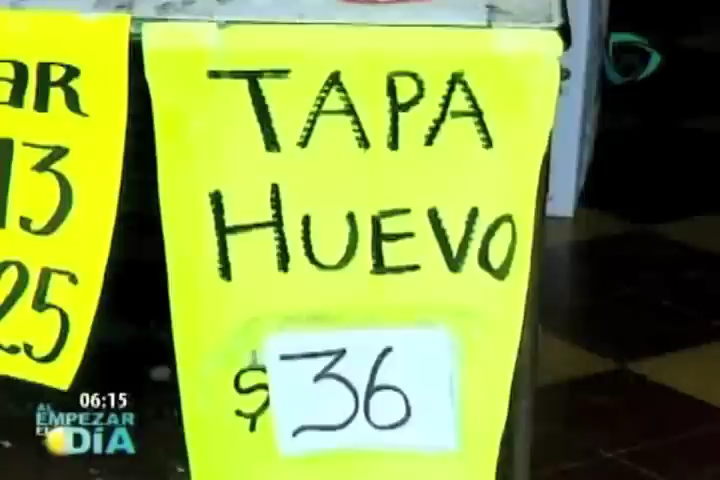 AR
13
25
TAPA
HUEVO
$36
06:15
AL
EMPEZAR
EL DÍA